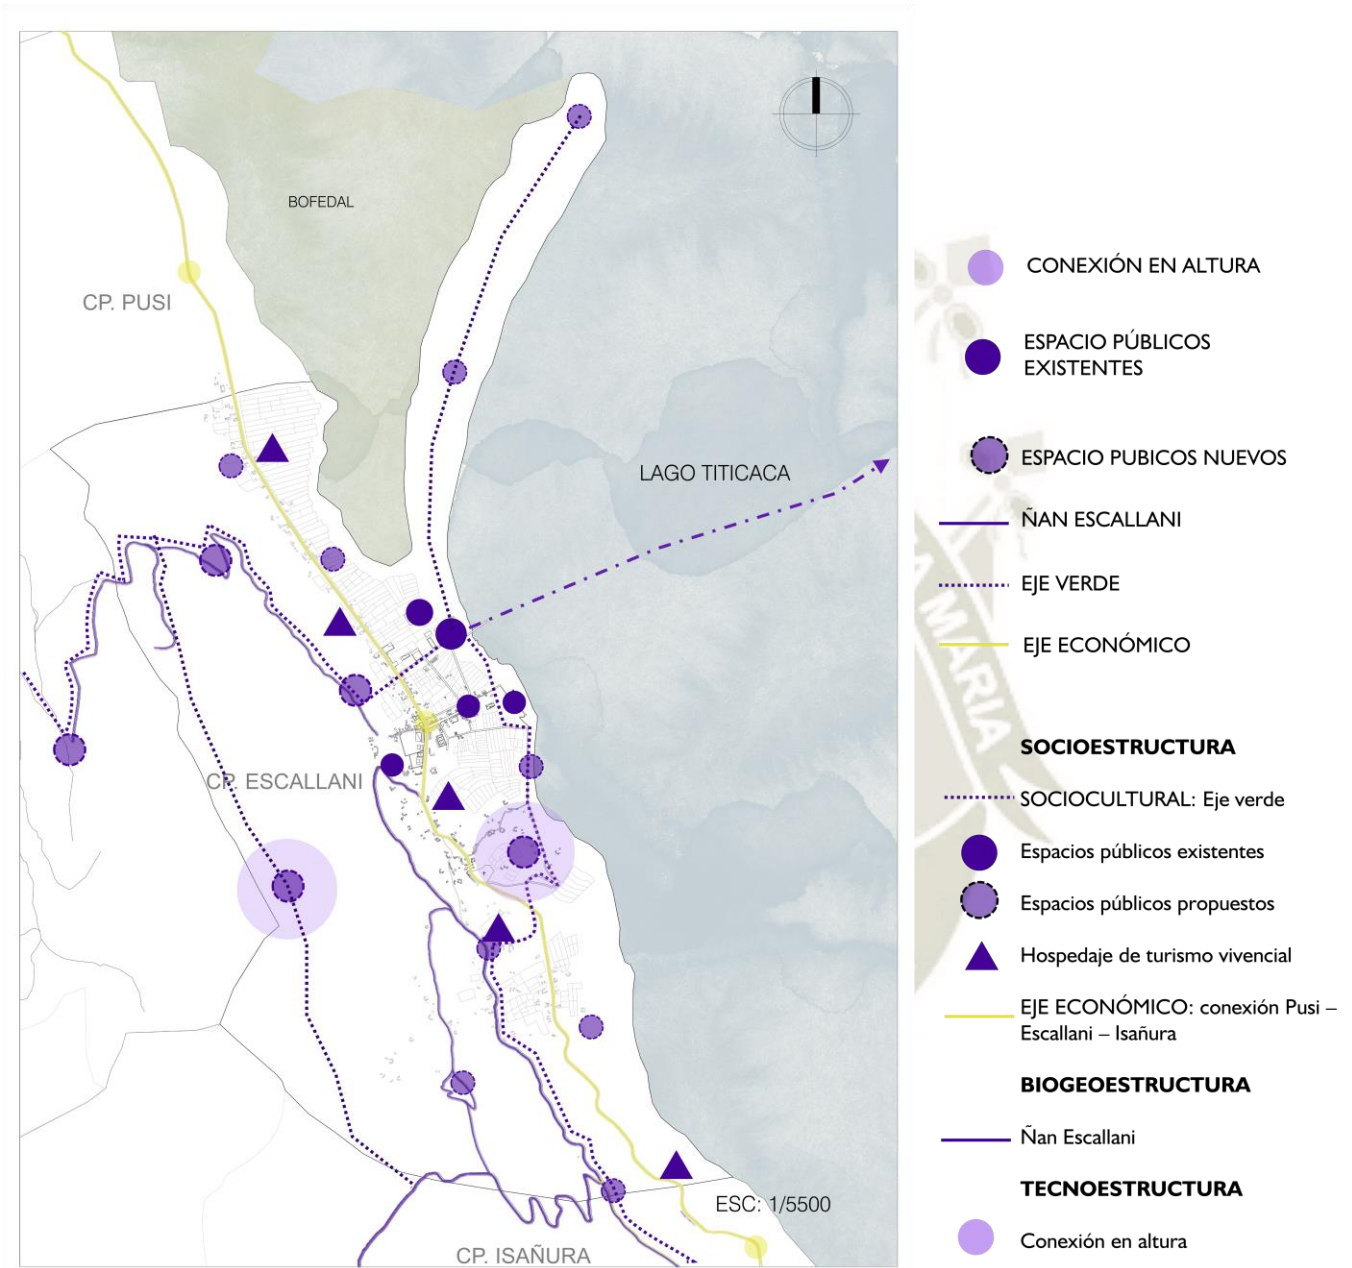 BOFEDAL
CP. PUSI
LAGO TITICACA
CP. ESCALLANI
ESC: 1/5500
CP. ISAÑURA
CONEXIÓN EN ALTURA
ESPACIO PÚBLICOS
EXISTENTES
ESPACIO PUBICOS NUEVOS
ÑAN ESCALLANI
EJE VERDE
EJE ECONÓMICO
SOCIOESTRUCTURA
SOCIOCULTURAL: Eje verde
Espacios públicos existentes
Espacios públicos propuestos
Hospedaje de turismo vivencial
EJE ECONÓMICO: conexión Pusi –
Escallani – Isañura
BIOGEOESTRUCTURA
Ñan Escallani
TECNOESTRUCTURA
Conexión en altura
MARIA